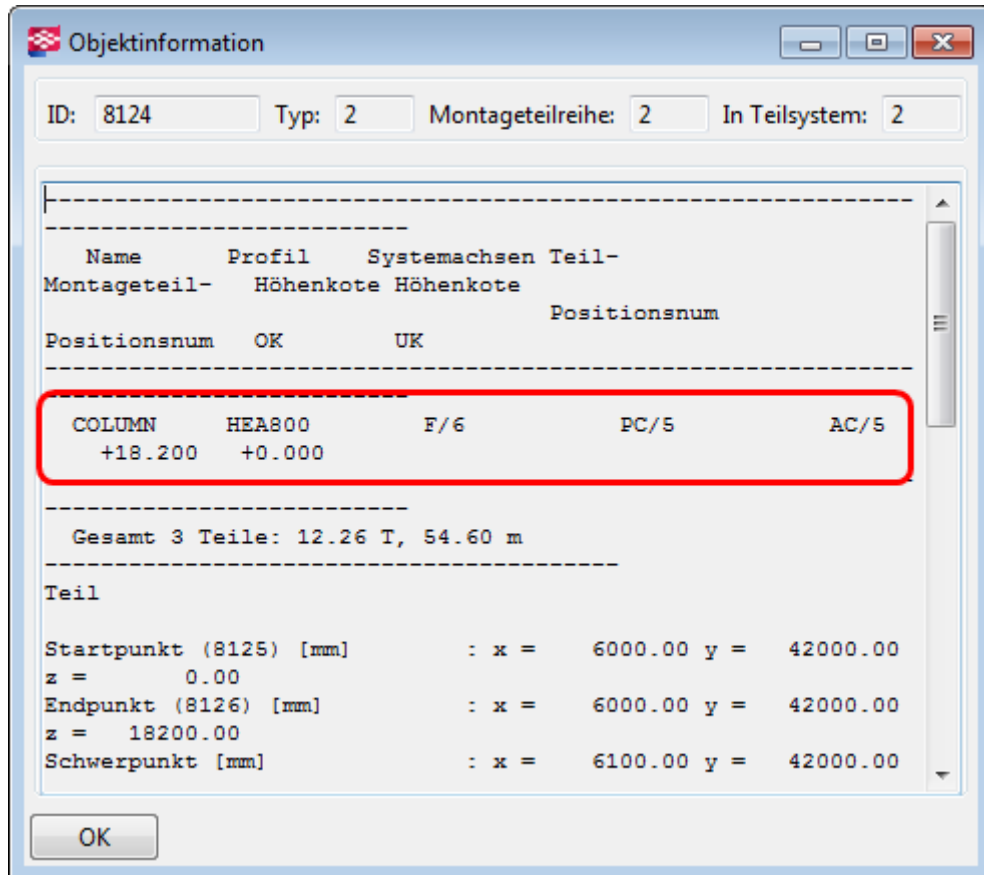 Objektinformation
ID: 8124 Typ: 2 Montageteilreihe: 2 In Teilsystem: 2
--------------------------------------------------------------
--------------------------
Name Profil Systemachsen Teil-
Montageteil- Höhenkote Höhenkote
Positionsnum
Positionsnum OK UK
--------------------------------------------------------------
--------------------------
COLUMN HEA800 F/6 PC/5 AC/5
+18.200 +0.000
--------------------------
Gesamt 3 Teile: 12.26 T, 54.60 m
-----------------------------------------
Teil
Startpunkt (8125) [mm] : x = 6000.00 y = 42000.00
z = 0.00
Endpunkt (8126) [mm] : x = 6000.00 y = 42000.00
z = 18200.00
Schwerpunkt [mm] : x = 6100.00 y = 42000.00
OK